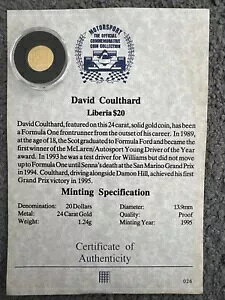 MOTORSPORT
THE OFFICIAL
COMMEMORATIVE
COIN COLLECTION
David Coulthard
Liberia $20
David Coulthard, featured on this 24 carat, solid gold coin, has been a
Formula One frontrunner from the outset of his career. In 1989,
at the age of 18, the Scot graduated to Formula Ford and became the
first winner of the McLaren/Autosport Young Driver of the Year
award. In 1993 he was a test driver for Williams but did not move
up to Formula One until Senna's death at the San Marino Grand Prix
in 1994. Coulthard, driving alongside Damon Hill, achieved his first
Grand Prix victory in 1995.
Minting Specification
Denomination: 20 Dollars Diameter: 13.9mm
Metal: 24 Carat Gold Quality: Proof
Weight: 1.24g Minting Year: 1995
Certificate of
Authenticity
026